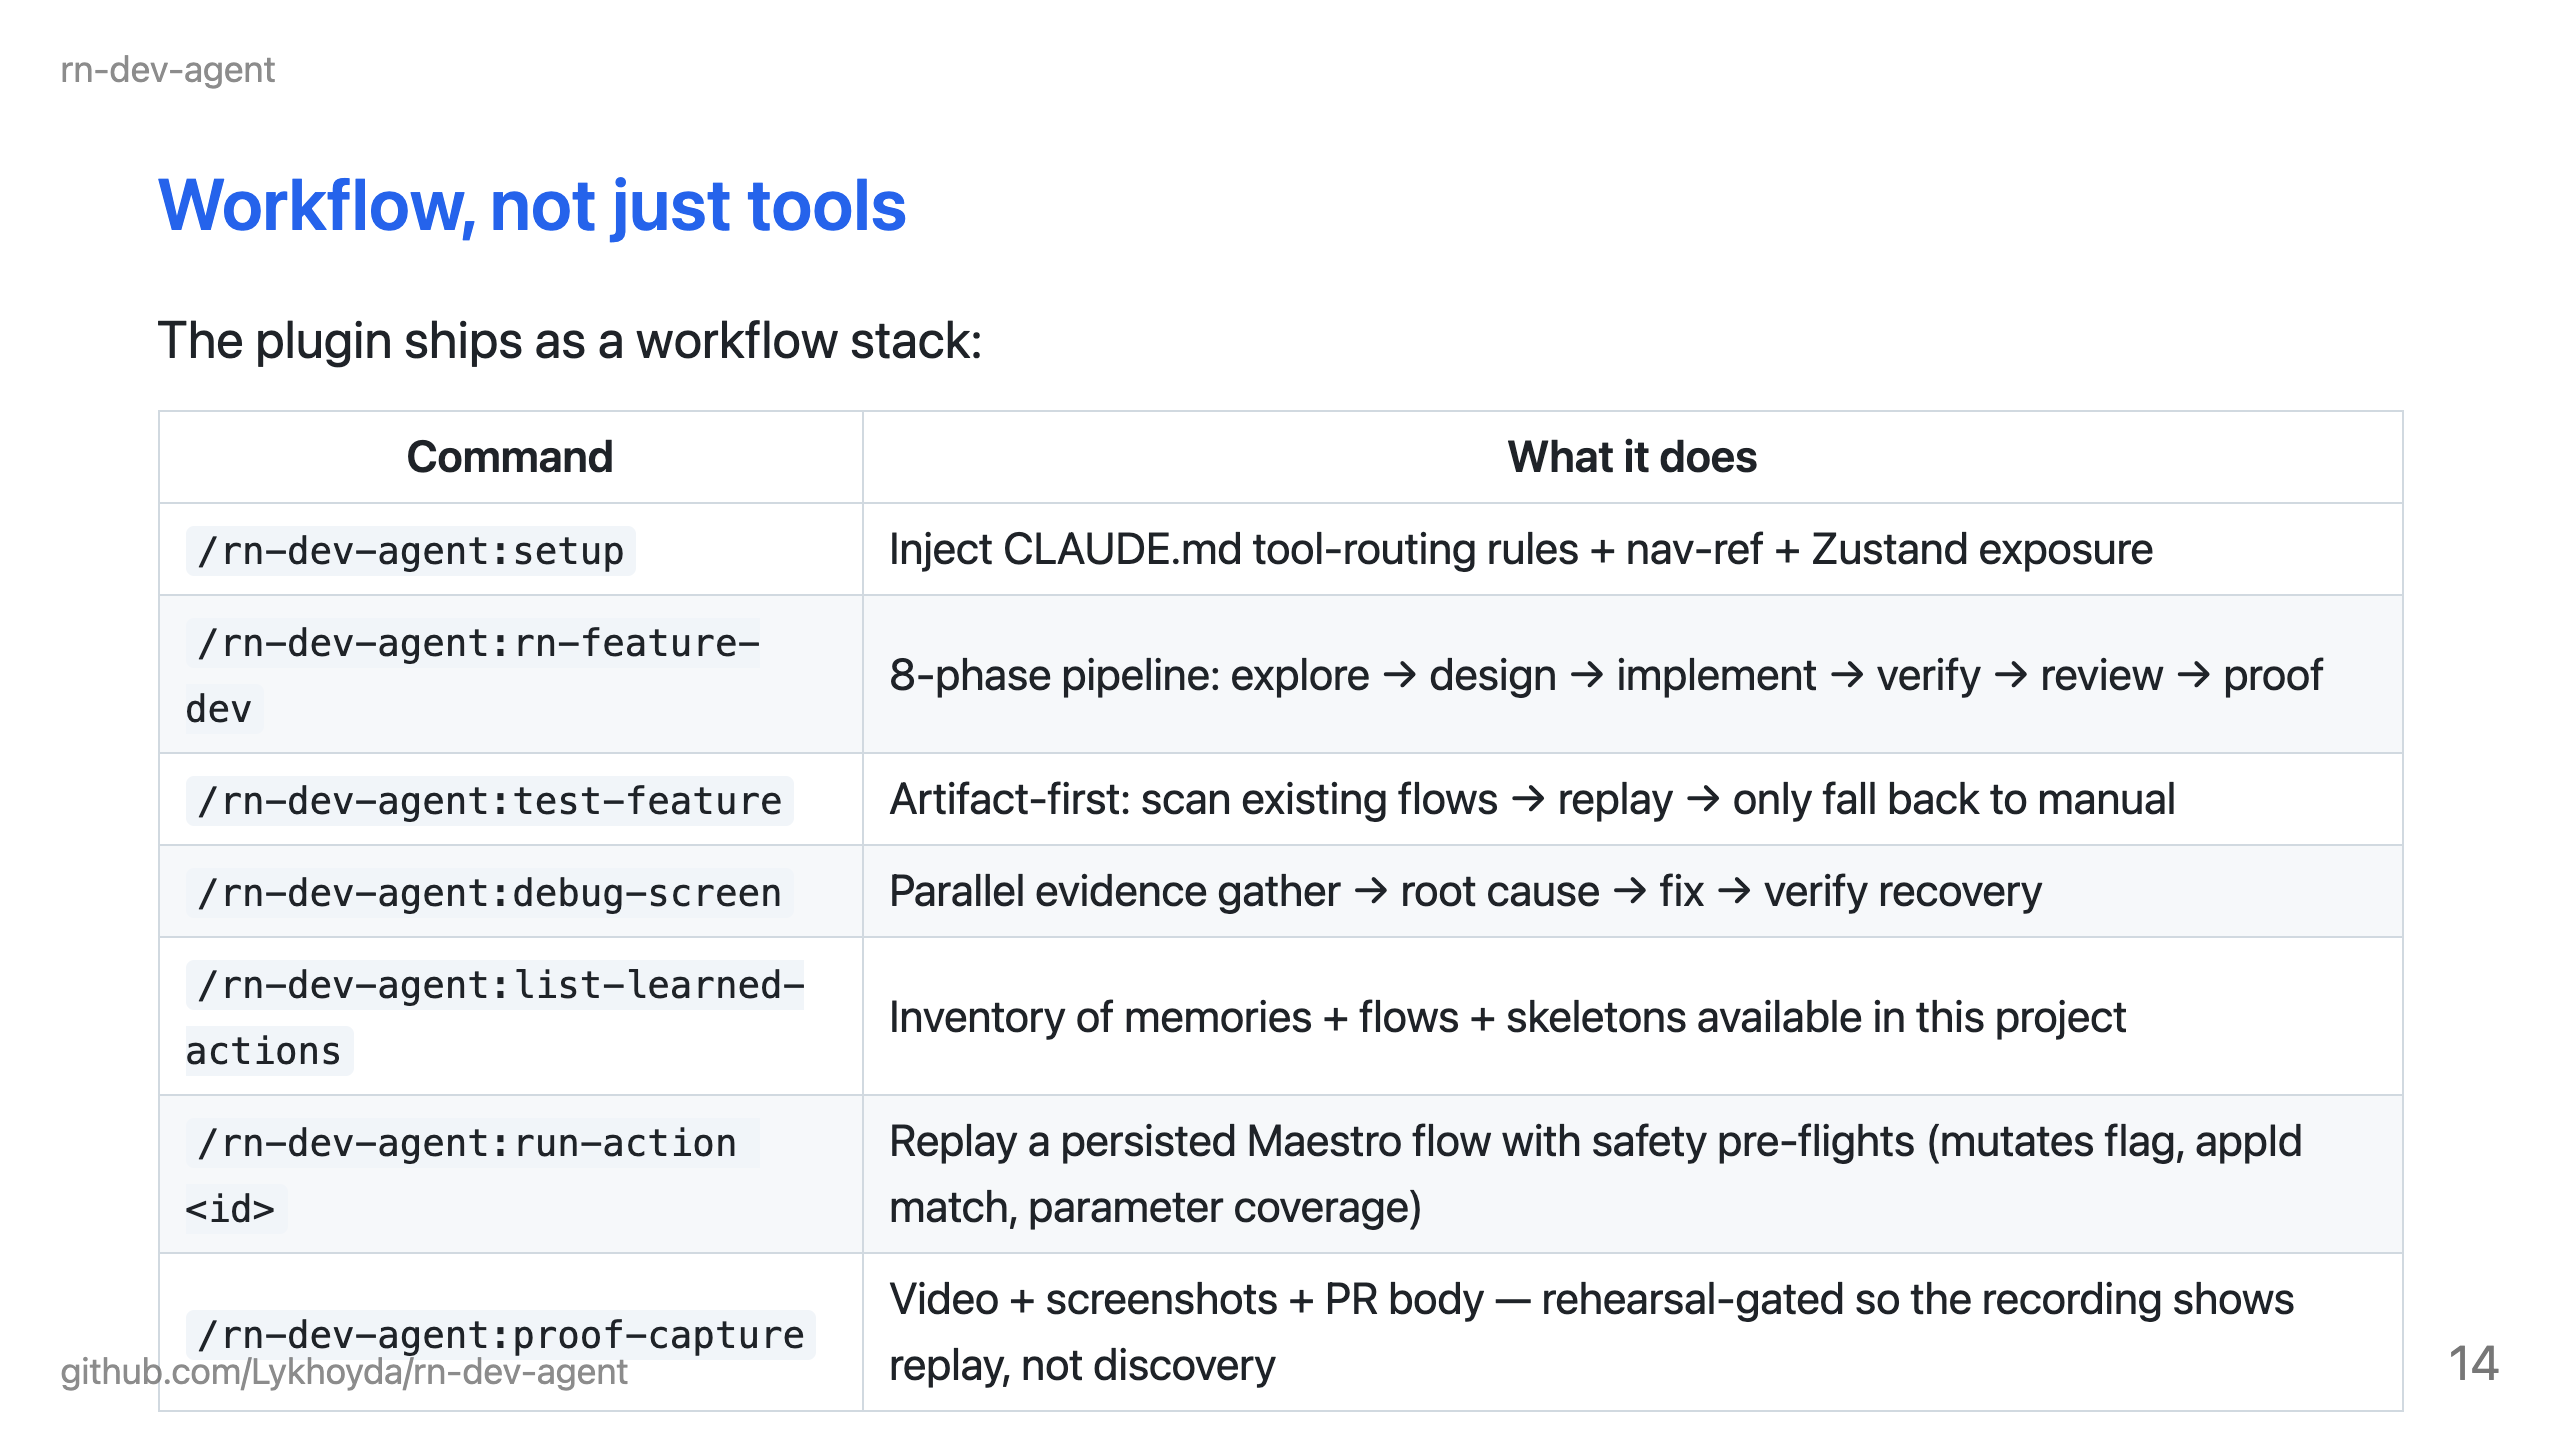 rn-dev-agent
Workflow, not just tools
The plugin ships as a workflow stack:
Command
What it does
/rn-dev-agent:setup
Inject CLAUDE.md tool-routing rules + nav-ref + Zustand exposure
/rn-dev-agent:rn-feature-
dev
8-phase pipeline: explore → design → implement → verify → review → proof
/rn-dev-agent:test-feature
Artifact-first: scan existing flows → replay → only fall back to manual
/rn-dev-agent:debug-screen
Parallel evidence gather → root cause → fix → verify recovery
/rn-dev-agent:list-learned-
actions
Inventory of memories + flows + skeletons available in this project
/rn-dev-agent:run-action
<id>
Replay a persisted Maestro flow with safety pre-flights (mutates flag, appId
match, parameter coverage)
/rn-dev-agent:proof-capture
Video + screenshots + PR body — rehearsal-gated so the recording shows
replay, not discovery
github.com/Lykhoyda/rn-dev-agent
14